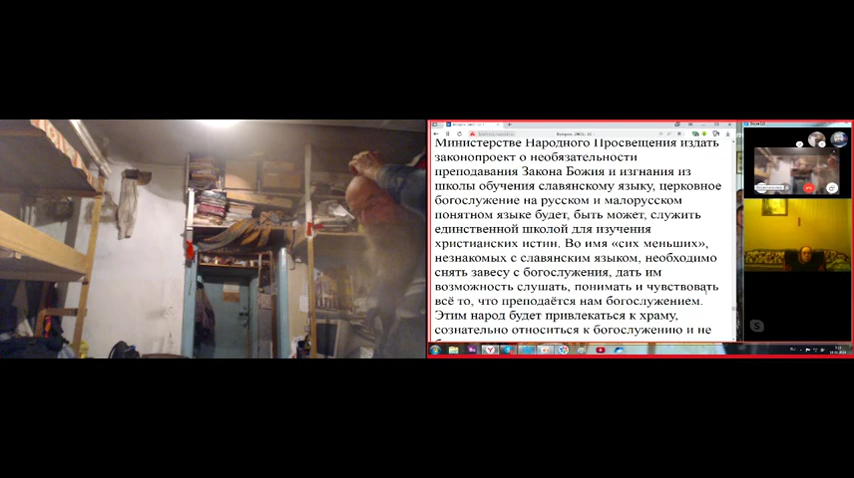 Министерстве Народного Просвещения издать
законопроект о необязательности
преподавания Закона Божия и изгнания из
школы обучения славянскому языку, церковное
богослужение на русском и малорусском
понятном языке будет, быть может, служить
единственной школой для изучения
христианских истин. Во имя «сих меньших»,
незнакомых с славянским языком, необходимо
снять завесу с богослужения, дать им
возможность слушать, понимать и чувствовать
всё то, что преподаётся нам богослужением.
Этим народ будет привлекаться к храму,
сознательно относиться к богослужению и не